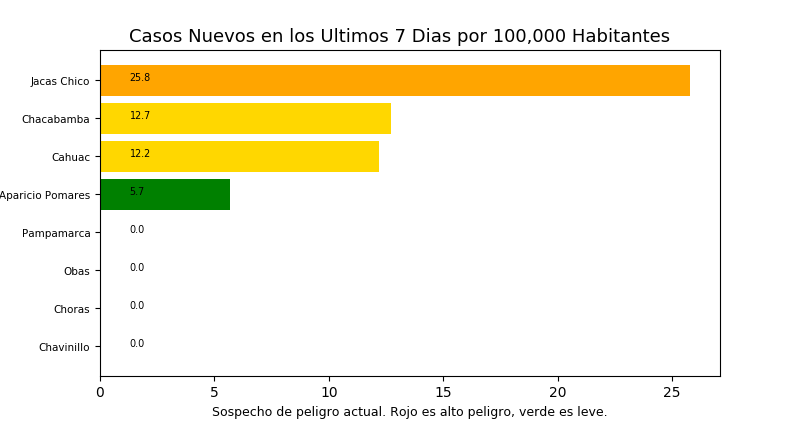 Casos Nuevos en los Ultimos 7 Dias por 100,000 Habitantes
Jacas Chico 25.8
Chacabamba 12.7
Cahuac 12.2
Aparicio Pomares 5.7
Pampamarca 0.0
Obas 0.0
Choras 0.0
Chavinillo 0.0
0 5 10 15 20 25
Sospecho de peligro actual. Rojo es alto peligro, verde es leve.